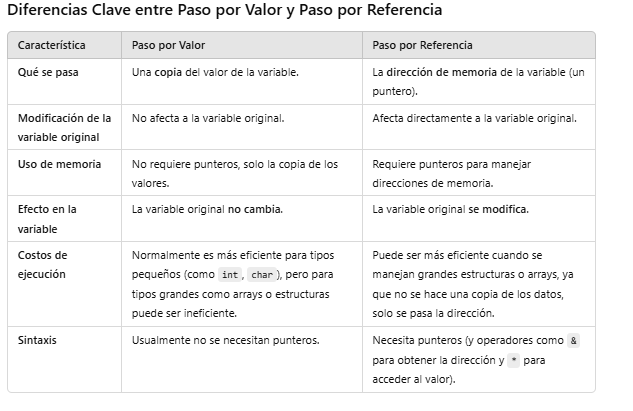 Diferencias Clave entre Paso por Valor y Paso por Referencia
Característica Paso por Valor Paso por Referencia
Qué se pasa Una copia del valor de la variable. La dirección de memoria de la variable (un
puntero).
Modificación de la No afecta a la variable original. Afecta directamente a la variable original.
variable original
Uso de memoria No requiere punteros, solo la copia de los Requiere punteros para manejar
valores. direcciones de memoria.
Efecto en la La variable original no cambia. La variable original se modifica.
variable
Costos de Normalmente es más eficiente para tipos Puede ser más eficiente cuando se
ejecución pequeños (como int, char), pero para manejan grandes estructuras o arrays, ya
tipos grandes como arrays o estructuras que no se hace una copia de los datos,
puede ser ineficiente. solo se pasa la dirección.
Sintaxis Usualmente no se necesitan punteros. Necesita punteros (y operadores como &
para obtener la dirección y * para
acceder al valor).